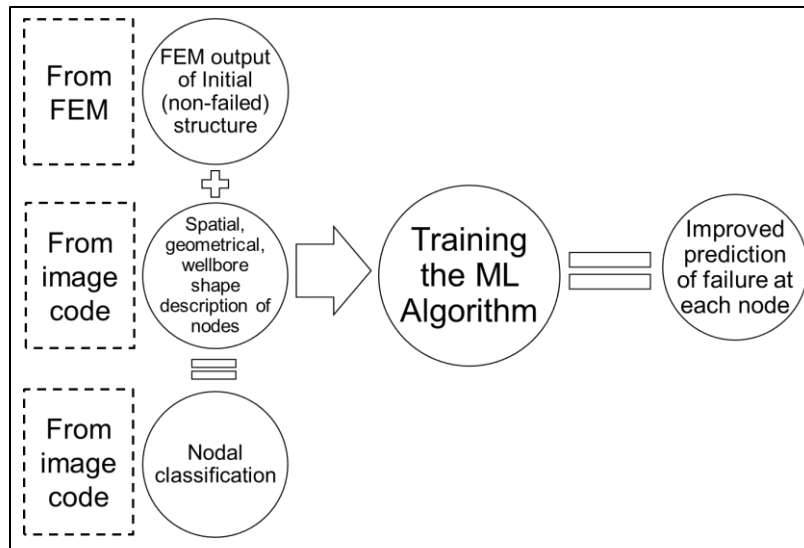 From
FEM
FEM output
of Initial
(non-failed)
structure
From
image
code
Spatial,
geometrical,
wellbore
shape
description of
nodes
Training
the ML
Algorithm
Improved
prediction
of failure at
each node
From
image
code
Nodal
classification